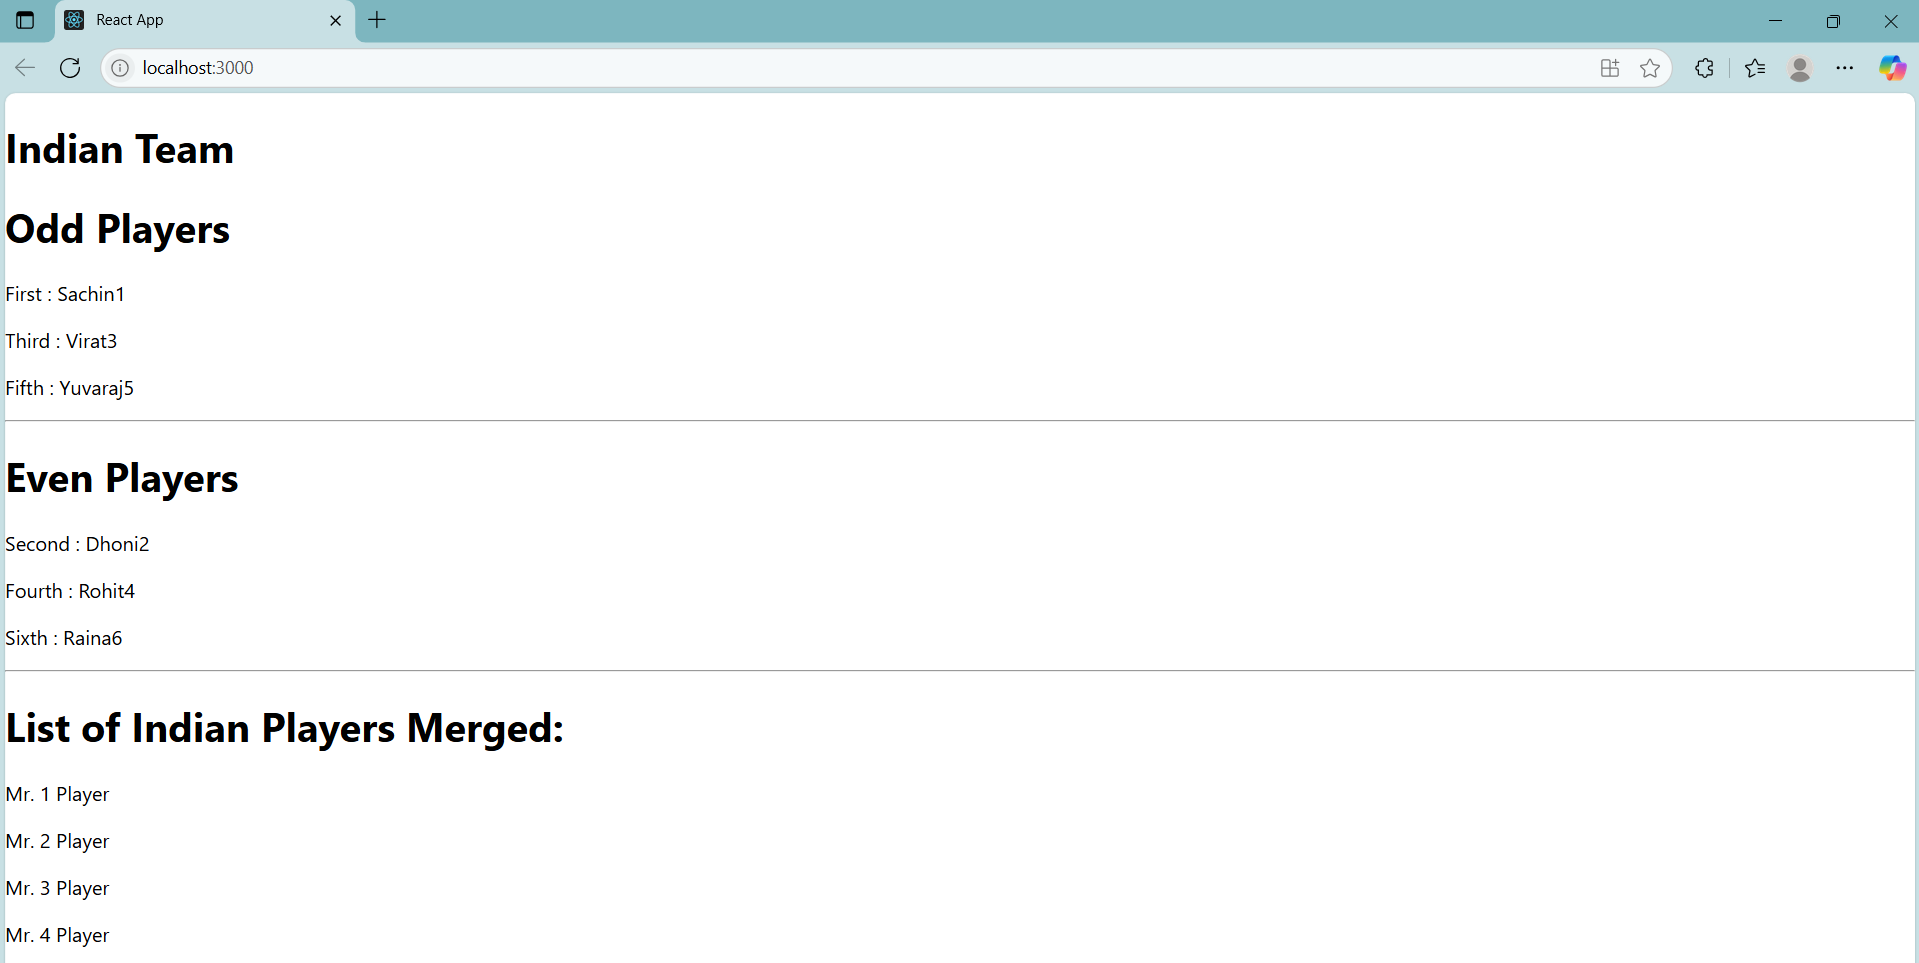 React App
localhost:3000
Indian Team
Odd Players
First : Sachin1
Third : Virat3
Fifth : Yuvaraj5
Even Players
Second : Dhoni2
Fourth : Rohit4
Sixth : Raina6
List of Indian Players Merged:
Mr. 1 Player
Mr. 2 Player
Mr. 3 Player
Mr. 4 Player